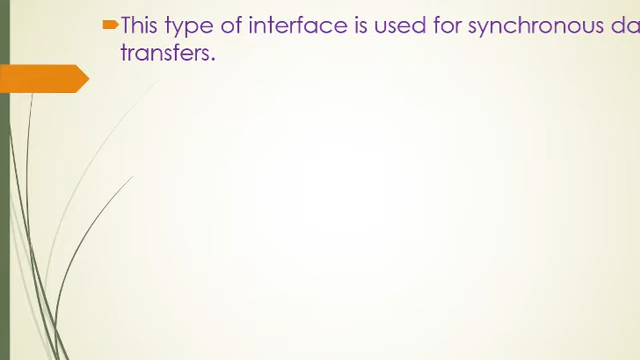 This type of interface is used for synchronous da
transfers.